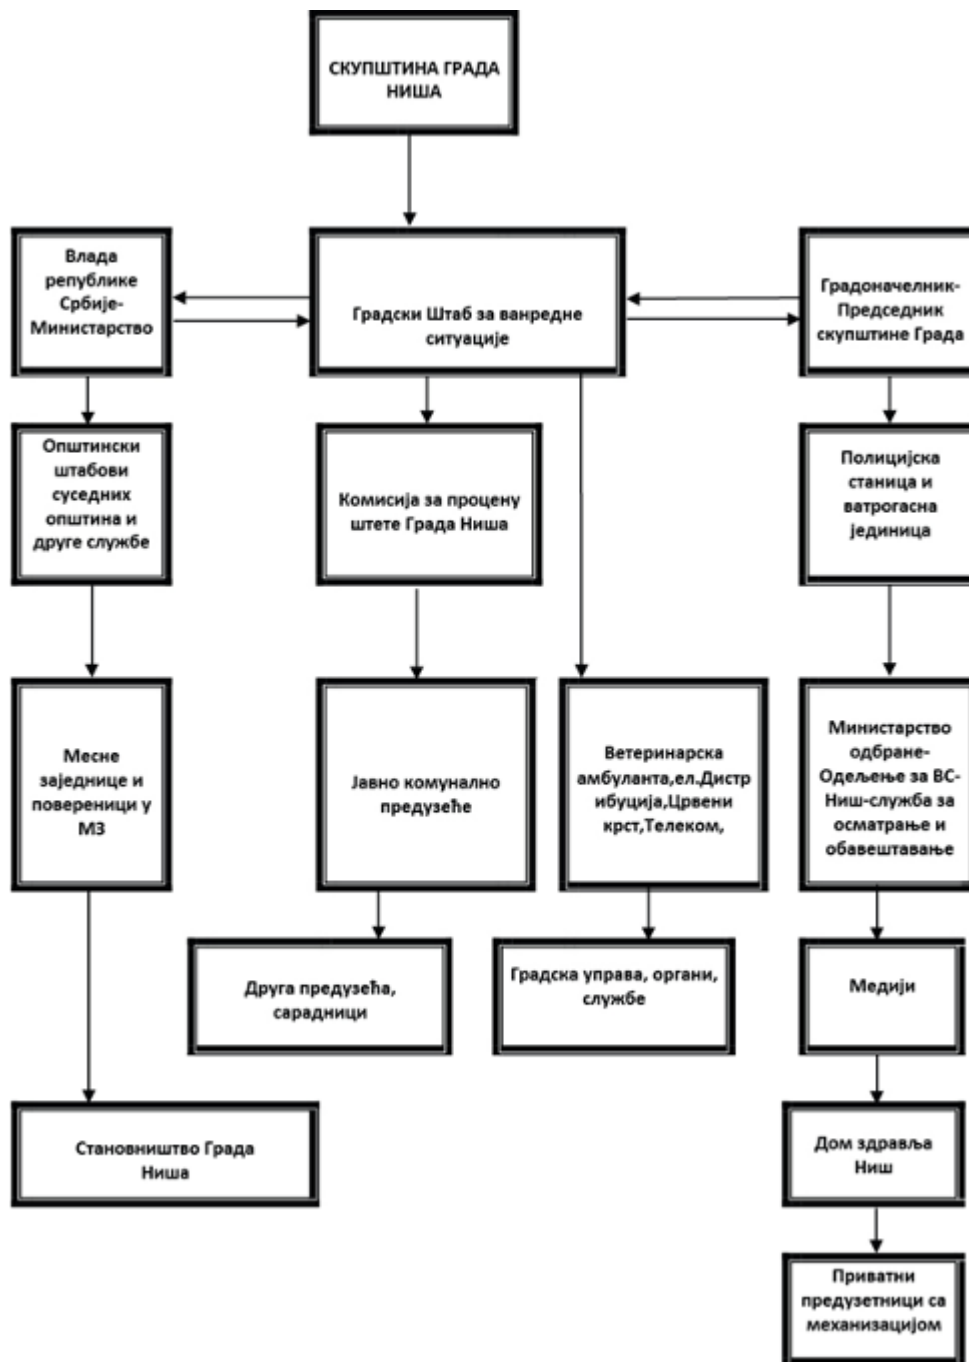 СКУПШТИНА ГРАДА
НИША
Влада
републике
Србије-
Министарство
Градски Штаб за ванредне
ситуације
Градоначелник-
Председник
скупштине Града
Општински
штабови
суседних
општина и
друге службе
Комисија за процену
штете Града Ниша
Полицијска
станица и
ватрогасна
јединица
Месне
заједнице и
повереници у
МЗ
Јавно комунално
предузеће
Ветеринарска
амбуланта,ел.Дистр
ибуција,Црвени
крст,Телеком,
Министарство
одбране-
Одељење за ВС-
Ниш-служба за
осматрање и
обавештавање
Друга предузећа,
сарадници
Градска управа, органи,
службе
Медији
Становништво Града
Ниша
Дом здравља
Ниш
Приватни
предузетници са
механизацијом